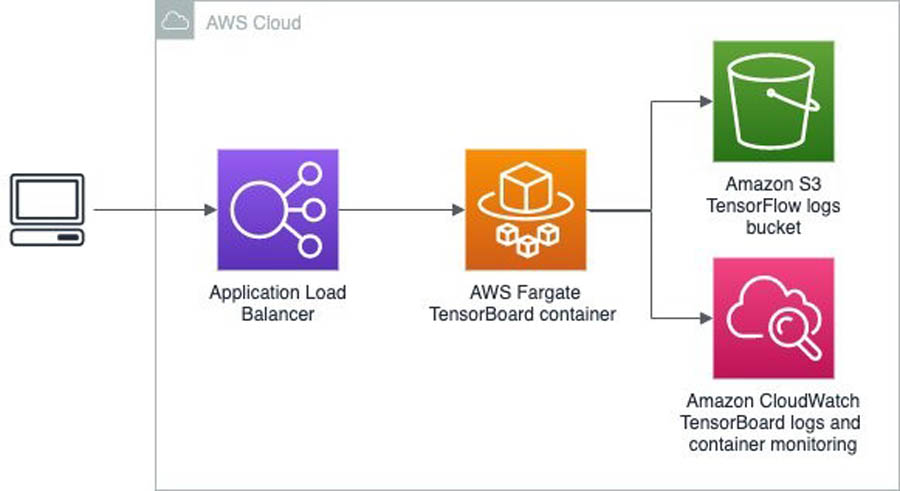 AWS Cloud
Amazon S3
TensorFlow logs
bucket
Application Load
Balancer
AWS Fargate
TensorBoard container
Amazon CloudWatch
TensorBoard logs and
container monitoring